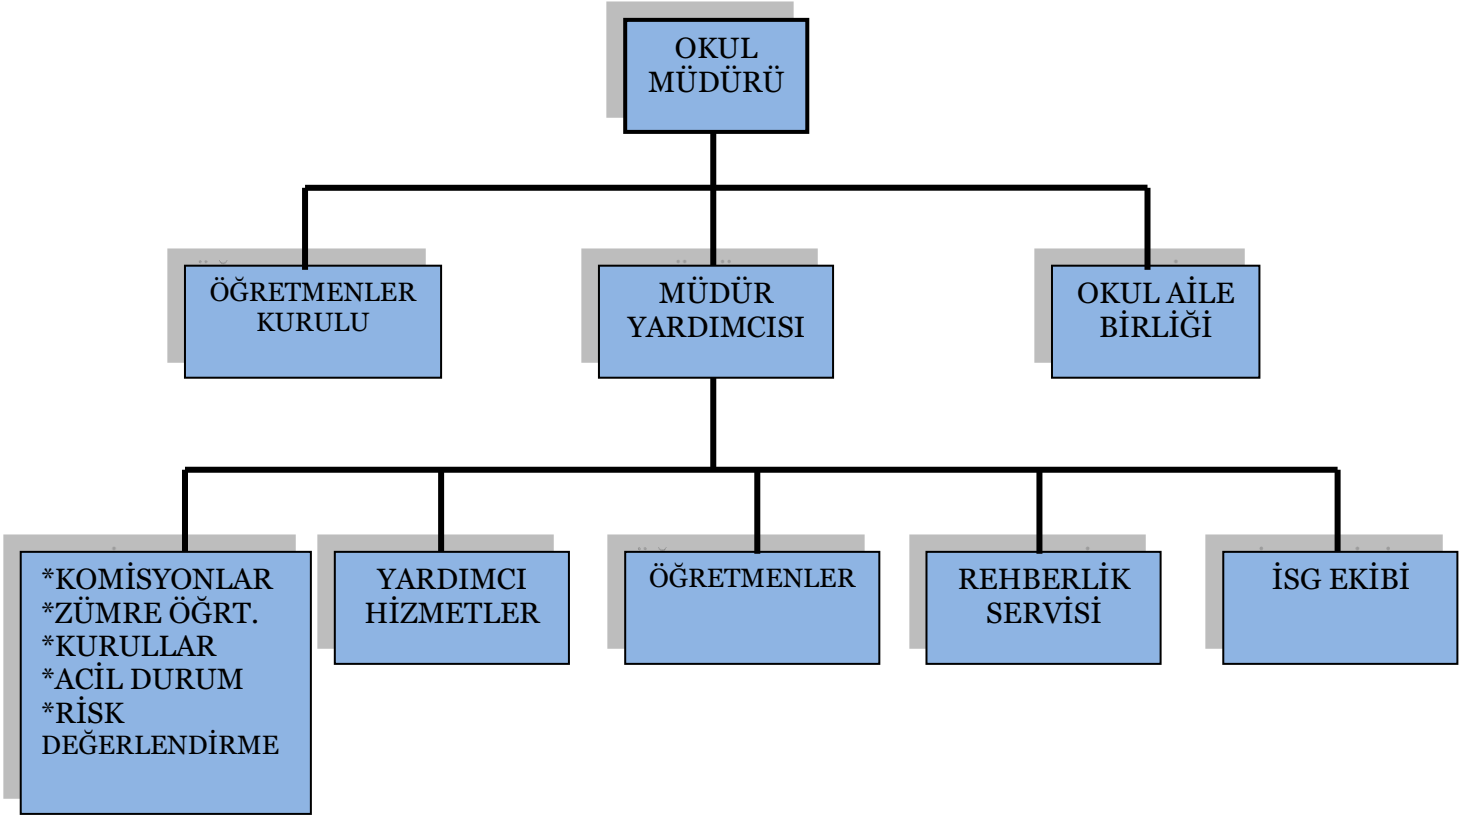 OKUL
MÜDÜRÜ
ÖĞRETMENLER
KURULU
MÜDÜR
YARDIMCISI
OKUL AİLE
BİRLİĞİ
*KOMİSYONLAR
*ZÜMRE ÖĞRT.
*KURULLAR
*ACİL DURUM
*RİSK
DEĞERLENDİRME
YARDIMCI
HİZMETLER
ÖĞRETMENLER
REHBERLİK
SERVİSİ
İSG EKİBİ